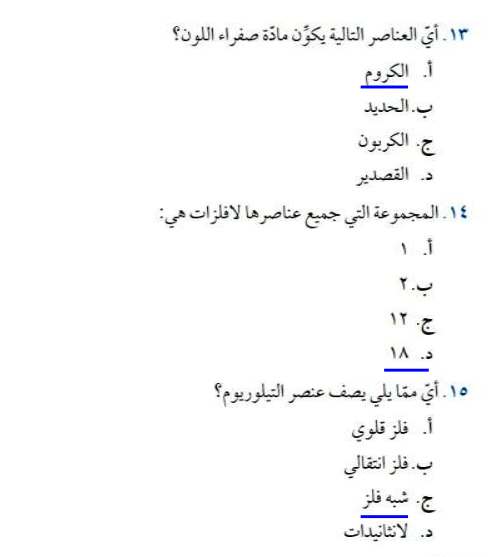 ١٣. أيّ العناصر التالية يكوِّن مادّة صفراء اللون؟
أ. الكروم
ب. الحديد
ج. الكربون
د. القصدير
١٤. المجموعة التي جميع عناصرها لافلزات هي:
أ. ١
ب. ٢
ج. ١٢
د. ١٨
١٥. أيّ ممّا يلي يصف عنصر التيلوريوم؟
أ. فلز قلوي
ب. فلز انتقالي
ج. شبه فلز
د. لانثانيدات